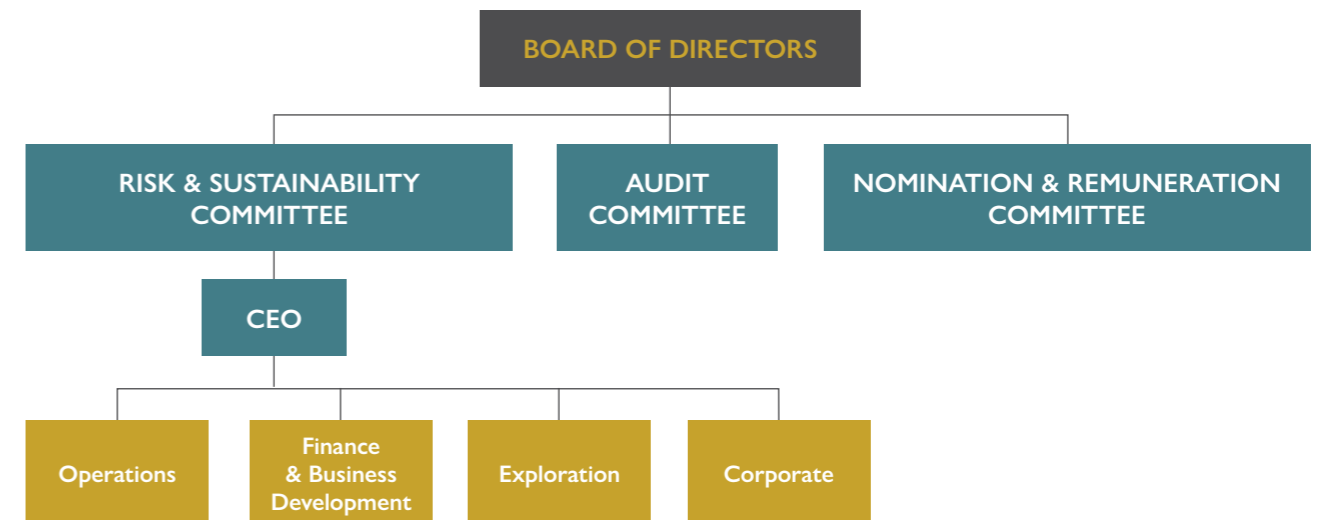 BOARD OF DIRECTORS
RISK & SUSTAINABILITY
COMMITTEE
AUDIT
COMMITTEE
NOMINATION & REMUNERATION
COMMITTEE
CEO
Operations
Finance
& Business
Development
Exploration
Corporate